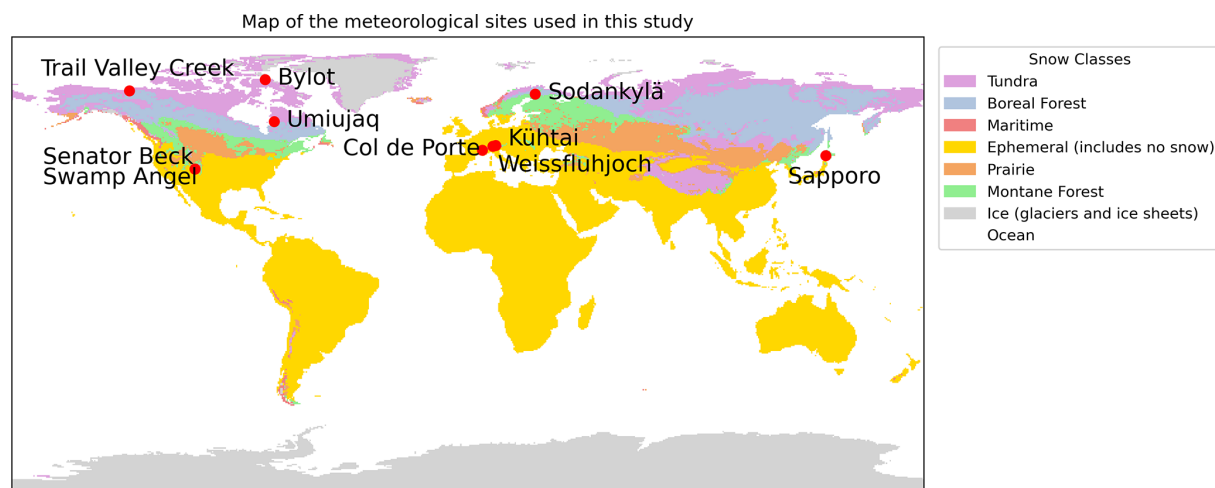 Map of the meteorological sites used in this study
Trail Valley Creek
Bylot
Umiujaq
Sodankylä
Kühtai
Col de Porte
Weissfluhjoch
Senator Beck
Swamp Angel
Sapporo
Snow Classes
Tundra
Boreal Forest
Maritime
Ephemeral (includes no snow)
Prairie
Montane Forest
Ice (glaciers and ice sheets)
Ocean